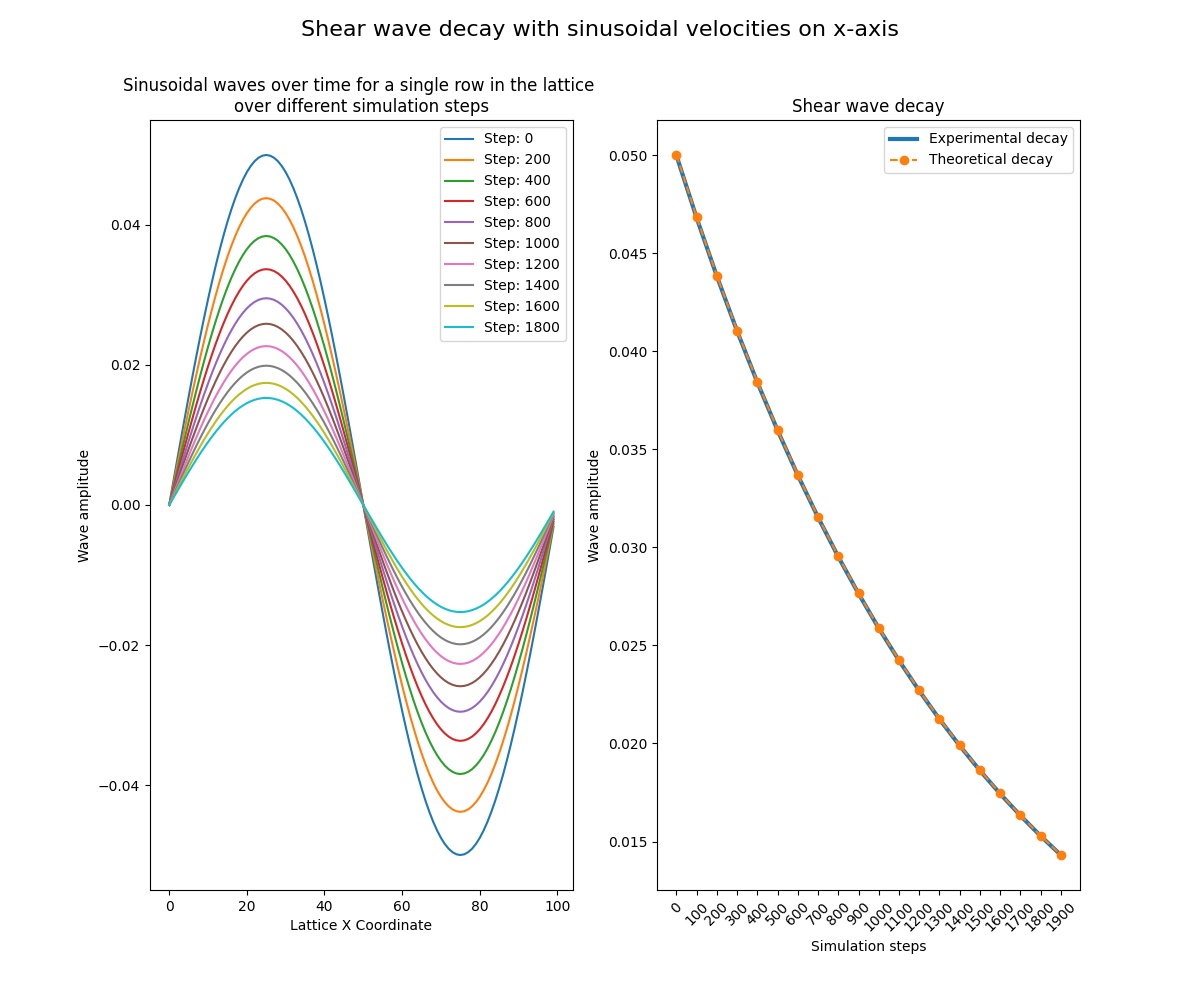 Shear wave decay with sinusoidal velocities on x-axis
Sinusoidal waves over time for a single row in the lattice
over different simulation steps
Step: 0
Step: 200
Step: 400
Step: 600
Step: 800
Step: 1000
Step: 1200
Step: 1400
Step: 1600
Step: 1800
0.04
0.02
0.00
−0.02
−0.04
Wave amplitude
0
20
40
60
80
100
Lattice X Coordinate
Shear wave decay
Experimental decay
Theoretical decay
0.050
0.045
0.040
0.035
0.030
0.025
0.020
0.015
Wave amplitude
0
100
200
300
400
500
600
700
800
900
1000
1100
1200
1300
1400
1500
1600
1700
1800
1900
Simulation steps